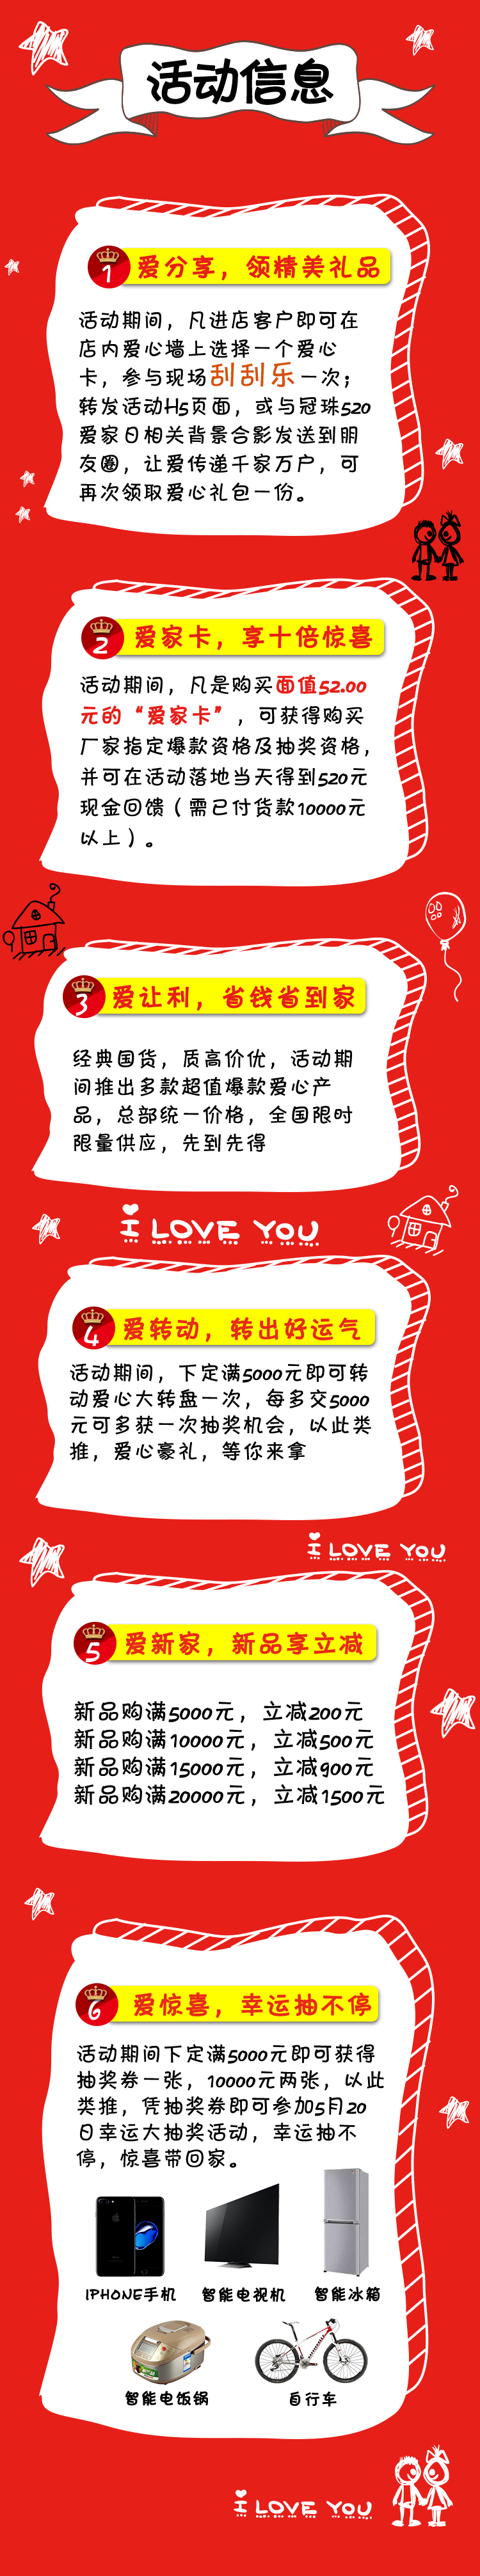 活动信息
1 爱分享，领精美礼品
活动期间，凡进店客户即可在
店内爱心墙上选择一个爱心
卡，参与现场刮刮乐一次；
转发活动H5页面，或与冠珠520
爱家日相关背景合影发送到朋
友圈，让爱传递千家万户，可
再次领取爱心礼包一份。
2 爱家卡，享十倍惊喜
活动期间，凡是购买面值52.00
元的“爱家卡”，可获得购买
厂家指定爆款资格及抽奖资格，
并可在活动落地当天得到520元
现金回馈（需已付货款10000元
以上）。
3 爱让利，省钱省到家
经典国货，质高价优，活动期
间推出多款超值爆款爱心产
品，总部统一价格，全国限时
限量供应，先到先得
I LOVE YOU
4 爱转动，转出好运气
活动期间，下定满5000元即可转
动爱心大转盘一次，每多交5000
元可多获一次抽奖机会，以此类
推，爱心豪礼，等你来拿
I LOVE YOU
5 爱新家，新品享立减
新品购满5000元，立减200元
新品购满10000元，立减500元
新品购满15000元，立减900元
新品购满20000元，立减1500元
6 爱惊喜，幸运抽不停
活动期间下定满5000元即可获得
抽奖券一张，10000元两张，以此
类推，凭抽奖券即可参加5月20
日幸运大抽奖活动，幸运抽不
停，惊喜带回家。
IPHONE手机 智能电视机 智能冰箱
智能电饭锅 自行车
I LOVE YOU